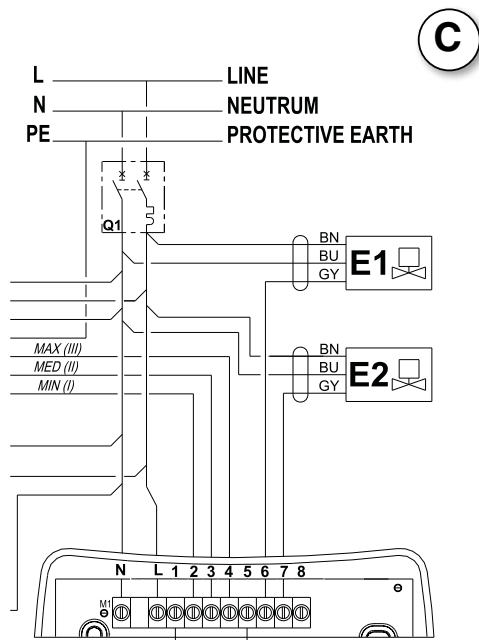 C
L LINE
N NEUTRUM
PE PROTECTIVE EARTH
Q1
BN
BU
GY
E1
MAX (III)
MED (II)
MIN (I)
BN
BU
GY
E2
N L 1 2 3 4 5 6 7 8
M1